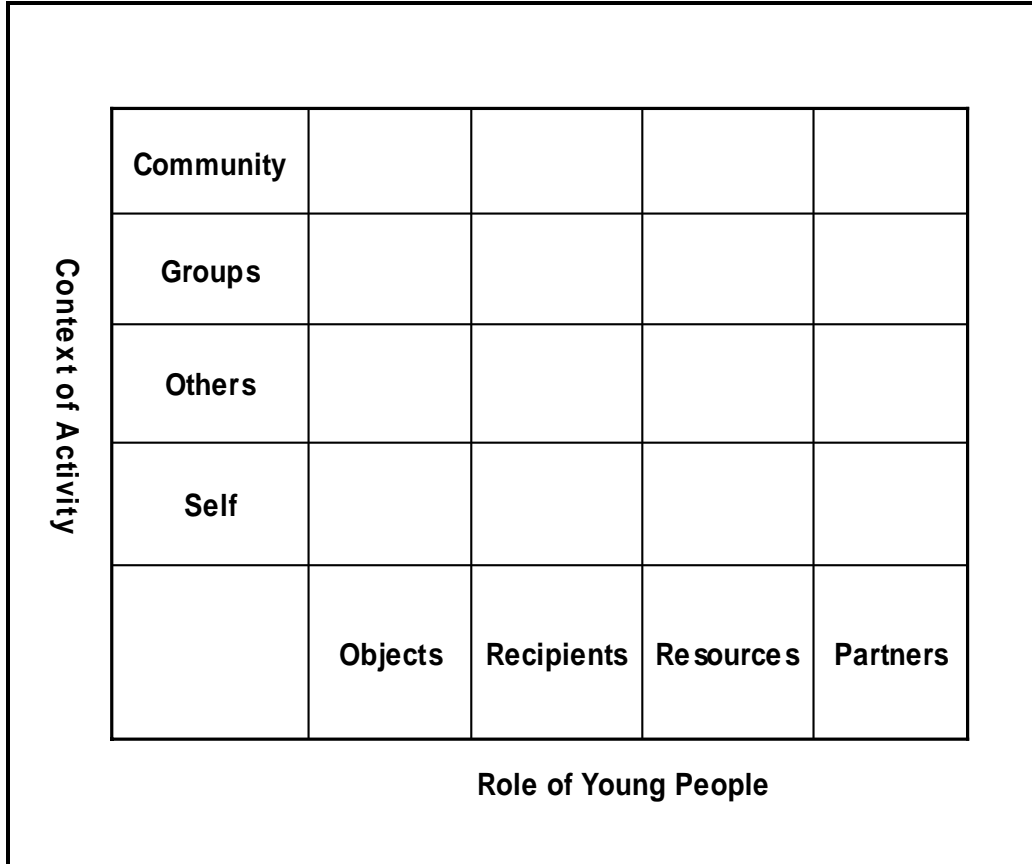 Community
Groups
Context of Activity
Others
Self
Objects Recipients Resources Partners
Role of Young People